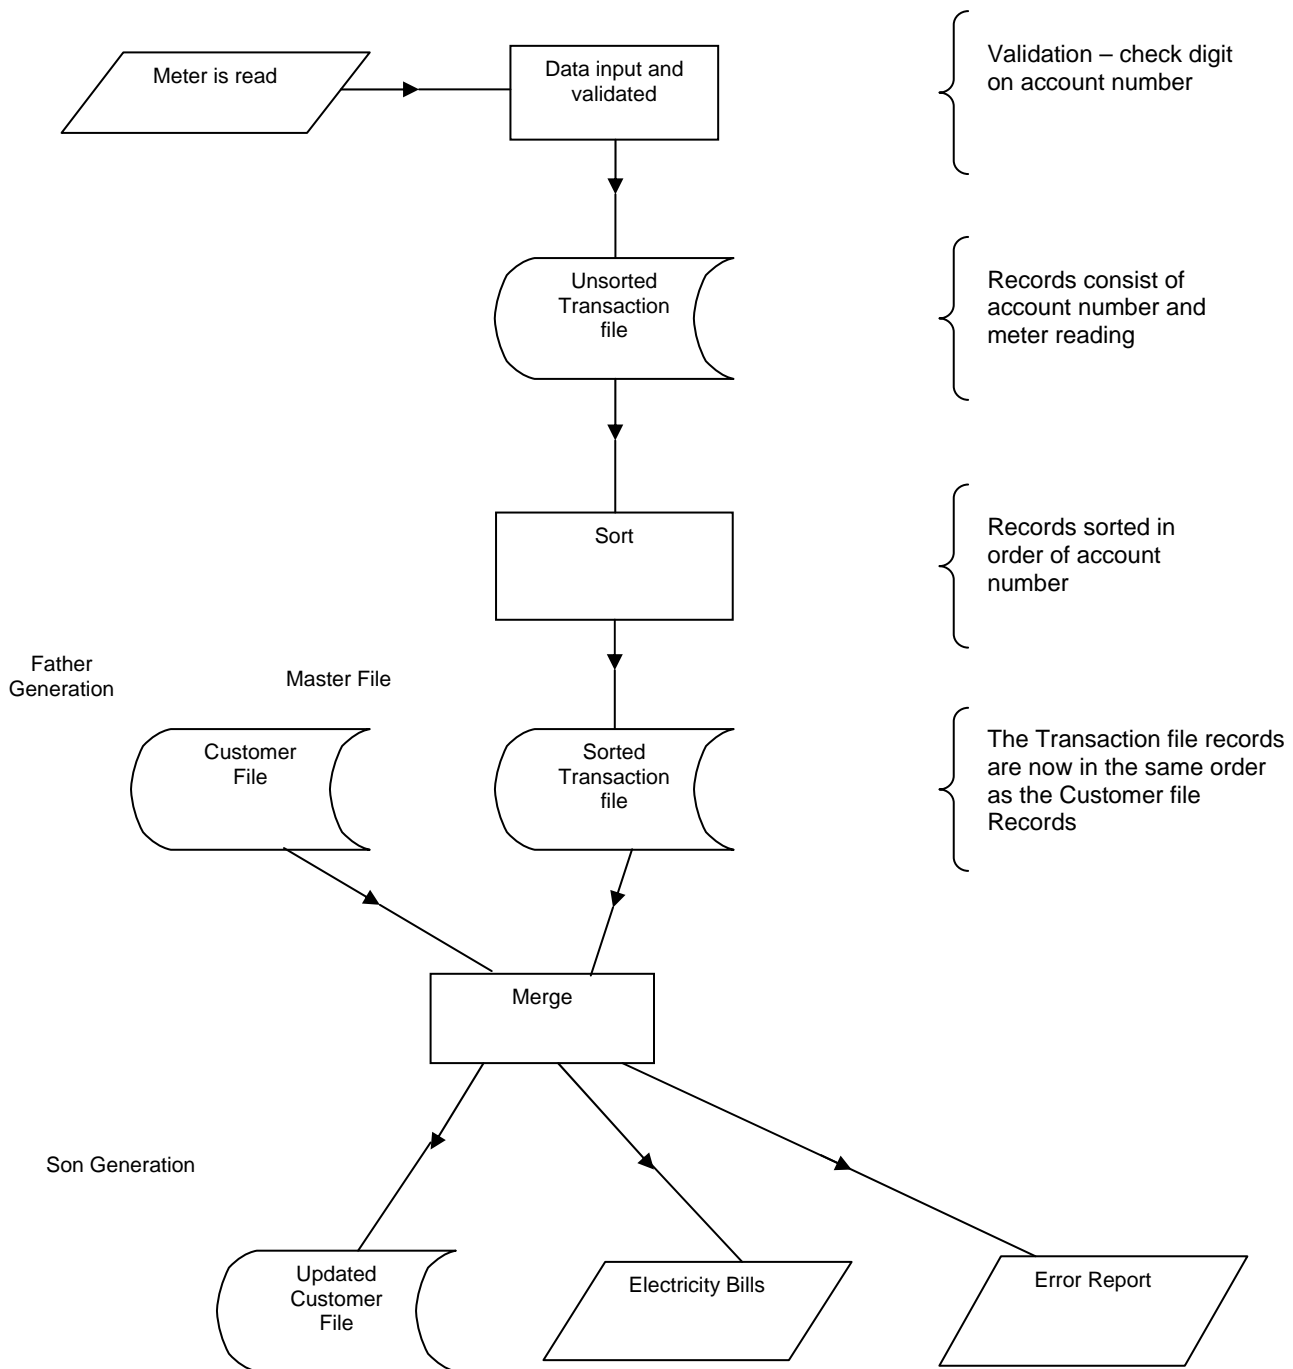 Meter is read
Data input and
validated
Validation – check digit
on account number
Unsorted
Transaction
file
Records consist of
account number and
meter reading
Sort
Records sorted in
order of account
number
Father
Generation
Master File
Customer
File
Sorted
Transaction
file
The Transaction file records
are now in the same order
as the Customer file
Records
Merge
Son Generation
Updated
Customer
File
Electricity Bills
Error Report